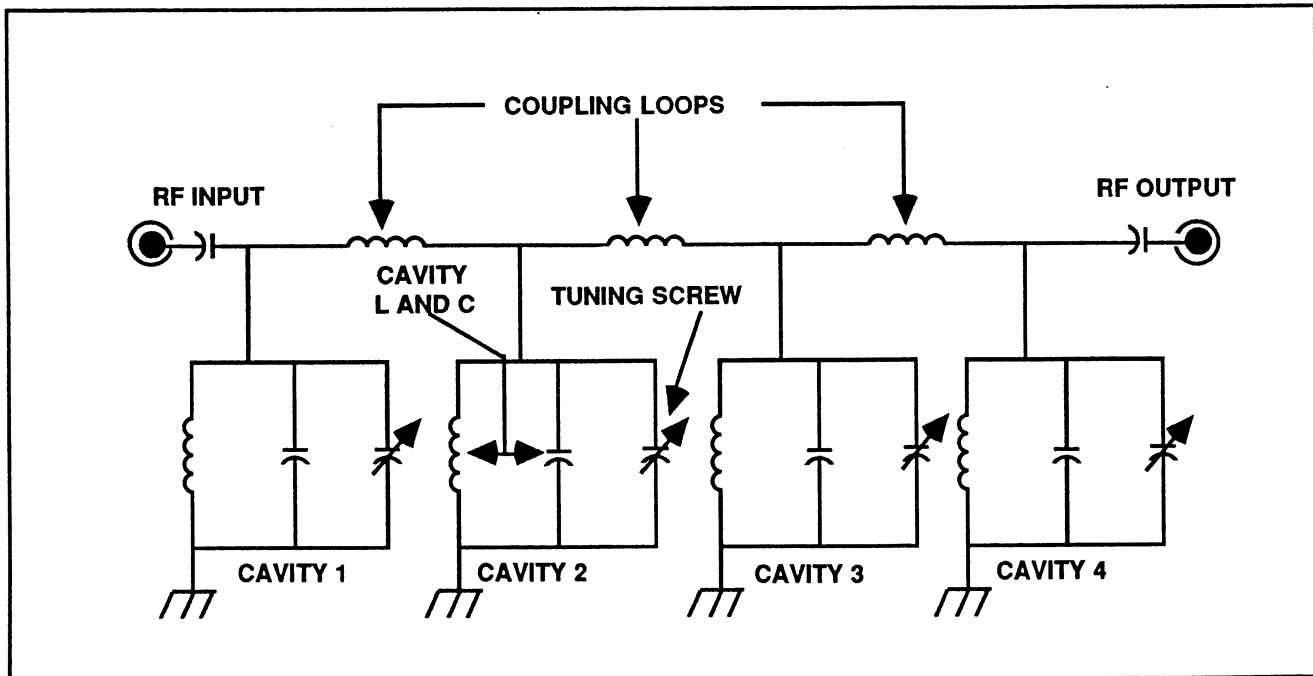 COUPLING LOOPS
RF INPUT
RF OUTPUT
CAVITY
L AND C
TUNING SCREW
CAVITY 1
CAVITY 2
CAVITY 3
CAVITY 4